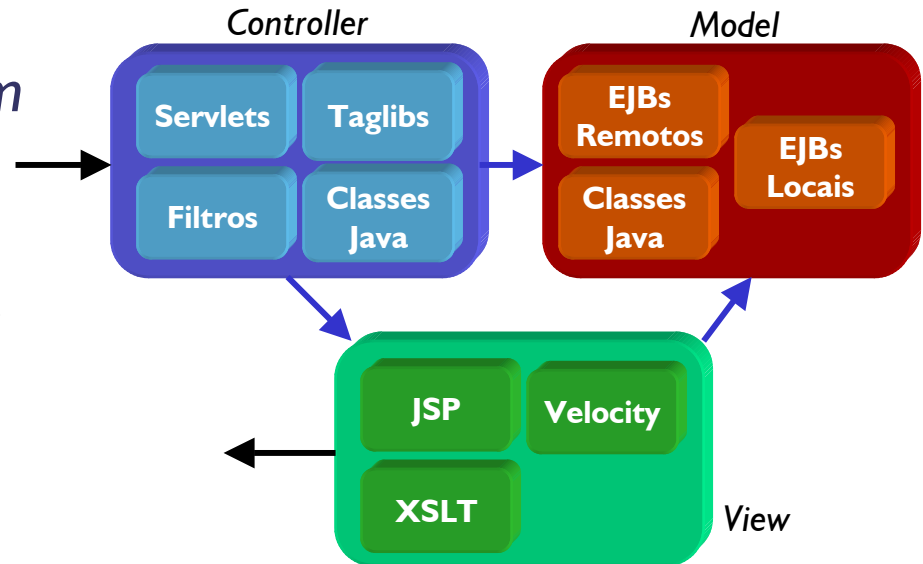 Controller
Model
m
Servlets
Taglibs
Filtros
Classes
Java
EJBs
Remotos
EJBs
Locais
Classes
Java
JSP
Velocity
XSLT
View